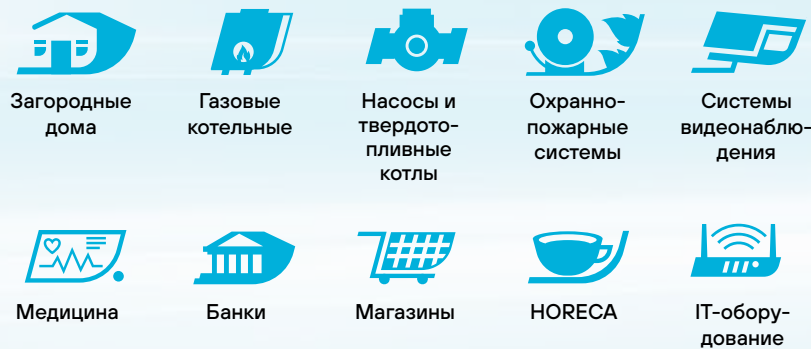 Загородные
дома
Газовые
котельные
Насосы и
твердото-
пливные
котлы
Охранно-
пожарные
системы
Системы
видеонаблю-
дения
Медицина
Банки
Магазины
HORECA
IT-обору-
дование